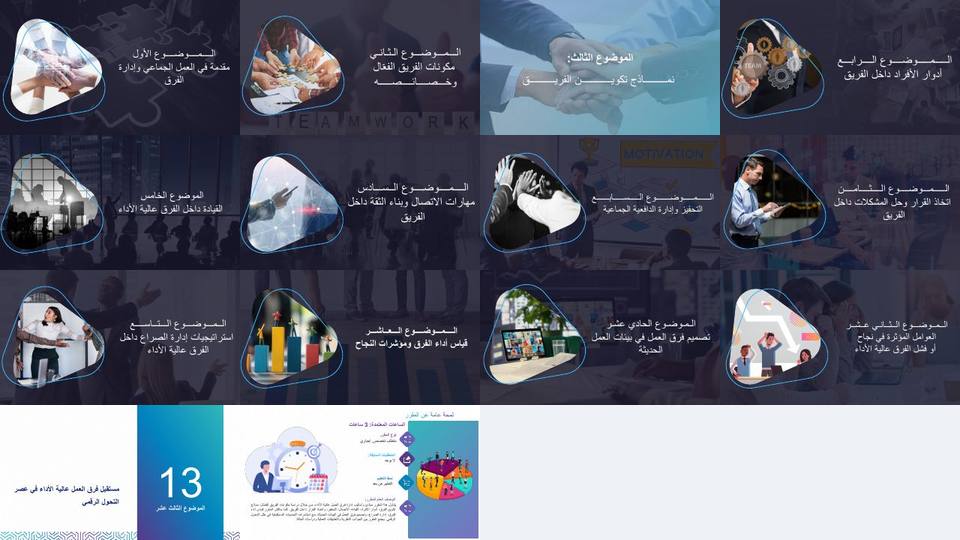 الموضوع الأول
مقدمة في العمل الجماعي وإدارة
الفرق
الموضوع الثاني
مكونات الفريق الفعّال
وخصائصه
TEAMWORK
الموضوع الثالث:
نماذج تكوين الفريق
الموضوع الرابع
أدوار الأفراد داخل الفريق
TEAM
الموضوع الخامس
القيادة داخل الفرق عالية الأداء
الموضوع السادس
مهارات الاتصال وبناء الثقة داخل
الفريق
MOTIVATION
الموضوع السابع
التحفيز وإدارة الدافعية الجماعية
الموضوع الثامن
اتخاذ القرار وحل المشكلات داخل
الفريق
الموضوع التاسع
استراتيجيات إدارة الصراع داخل
الفرق عالية الأداء
الموضوع العاشر
قياس أداء الفرق ومؤشرات النجاح
الموضوع الحادي عشر
تصميم فرق العمل في بيئات العمل
الحديثة
الموضوع الثاني عشر
العوامل المؤثرة في نجاح
أو فشل الفرق عالية الأداء
13
الموضوع الثالث عشر
مستقبل فرق العمل عالية الأداء في عصر
التحول الرقمي
لمحة عامة عن المقرر
الساعات المعتمدة: 3 ساعات